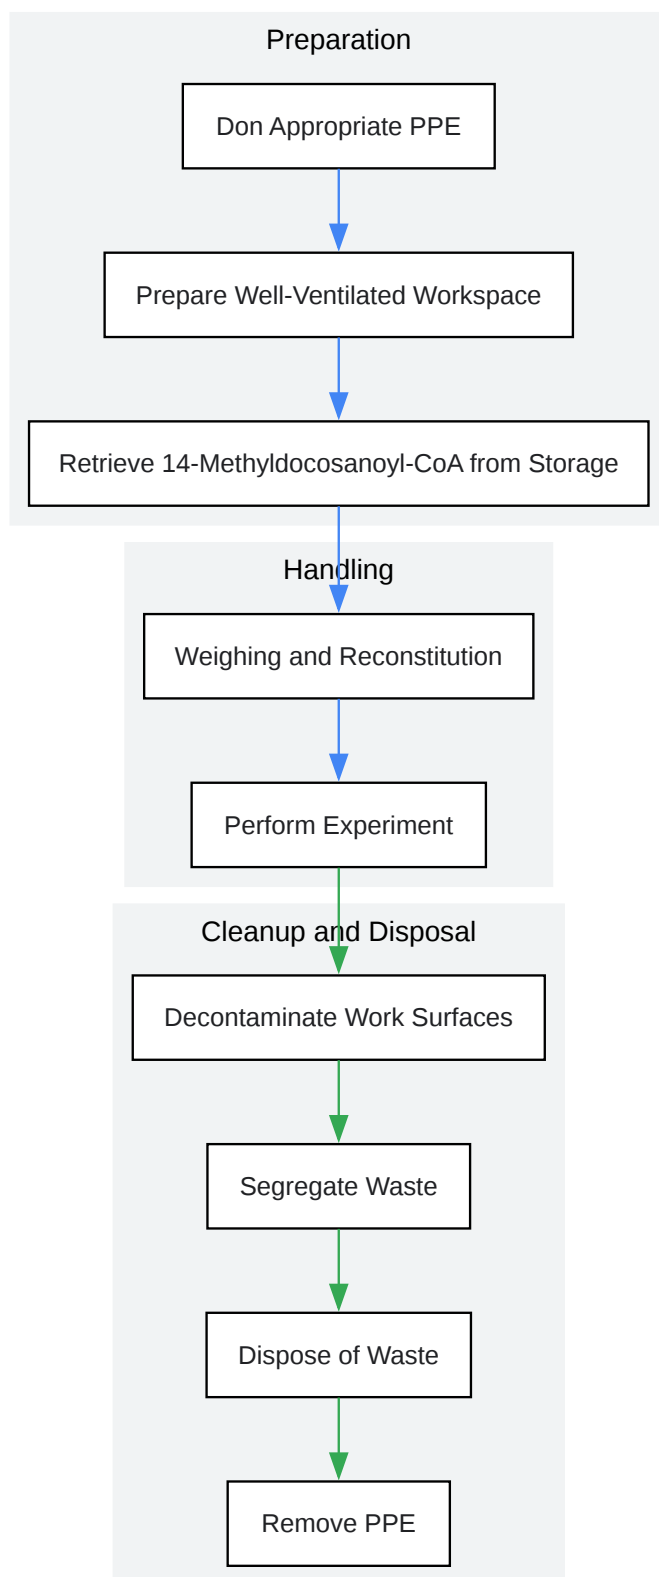 Preparation
Don Appropriate PPE
Prepare Well-Ventilated Workspace
Retrieve 14-Methyldocosanoyl-CoA from Storage
Handling
Weighing and Reconstitution
Perform Experiment
Cleanup and Disposal
Decontaminate Work Surfaces
Segregate Waste
Dispose of Waste
Remove PPE